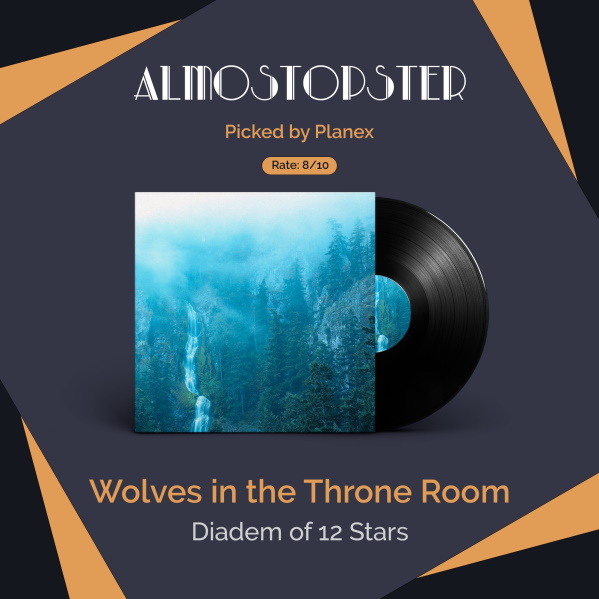 ALMOSTOPSTER
Picked by Planex
Rate: 8/10
Wolves in the Throne Room
Diadem of 12 Stars